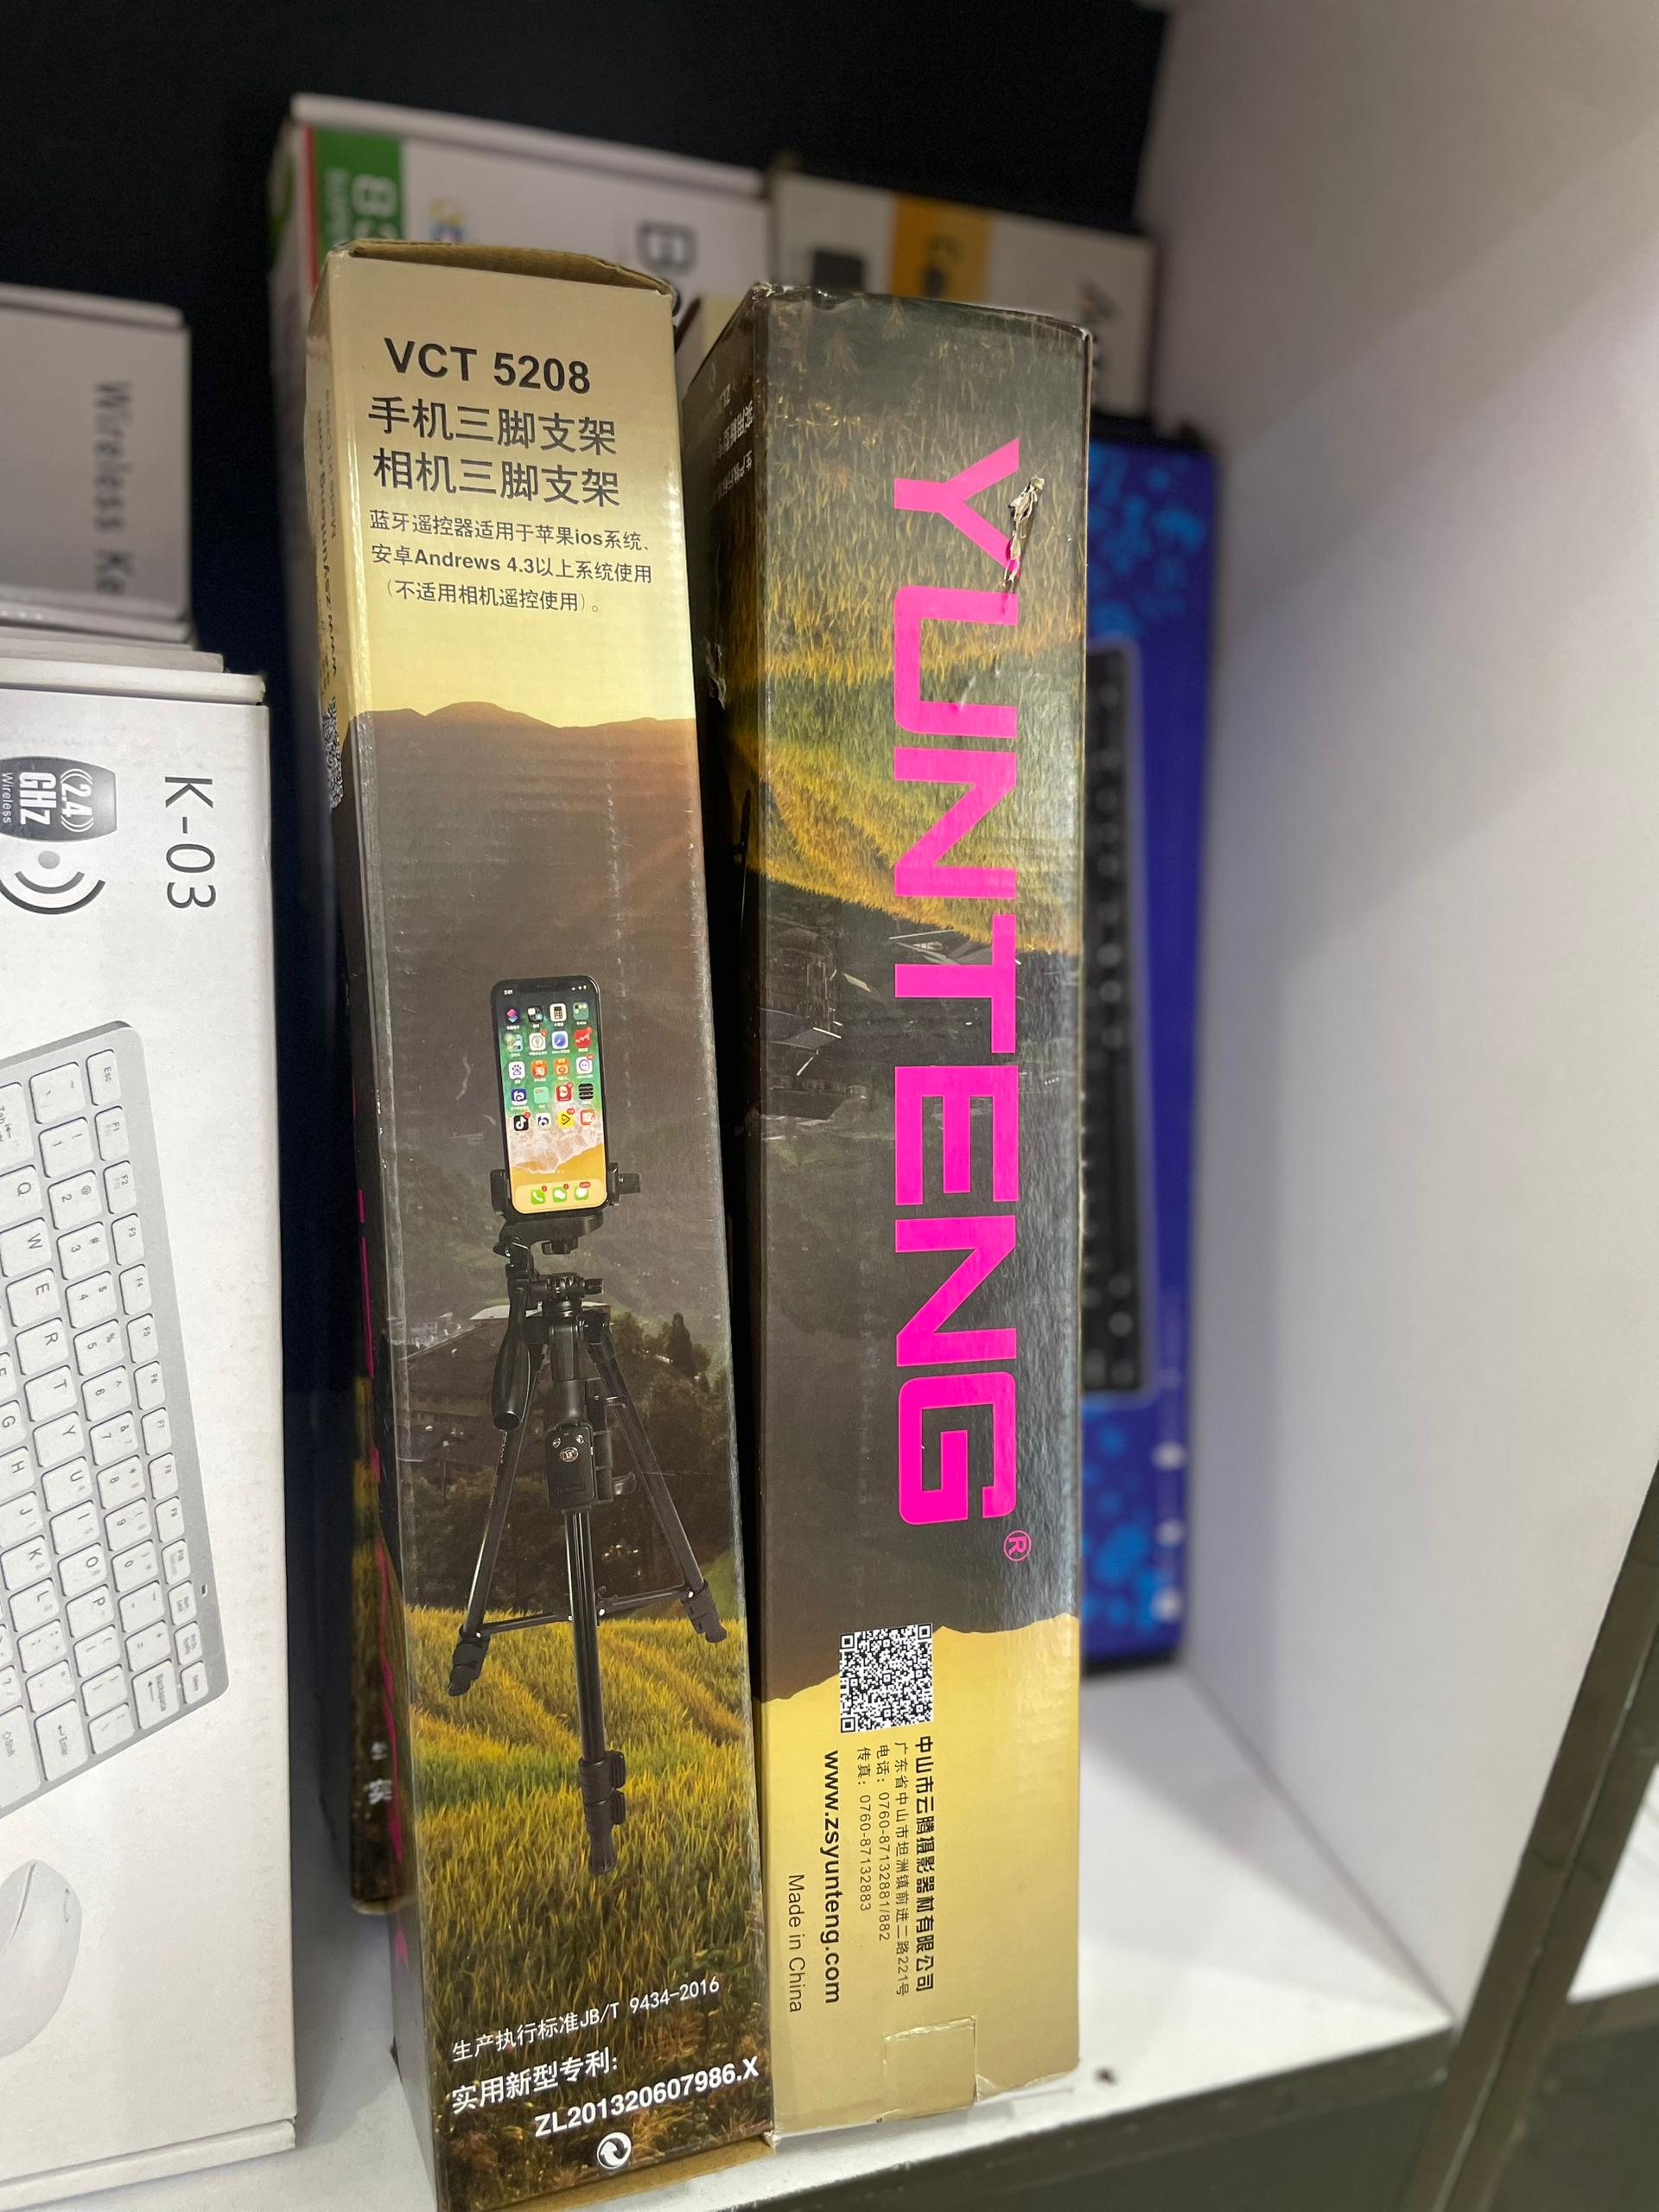 VCT 5208
手机三脚支架
相机三脚支架
蓝牙遥控器适用于苹果ios系统、
安卓Andrews 4.3以上系统使用
（不适用相机遥控使用）。
生产执行标准JB/T 9434-2016
实用新型专利:
ZL201320607986.X
YUNTENG®
中山市云腾摄影器材有限公司
广东省中山市坦洲镇前进二路221号
电话：0760-87132881/882
传真：0760-87132883
www.zsyunteng.com
Made in China
Wireless Ke
K-03
2.4
GHz
Wireless